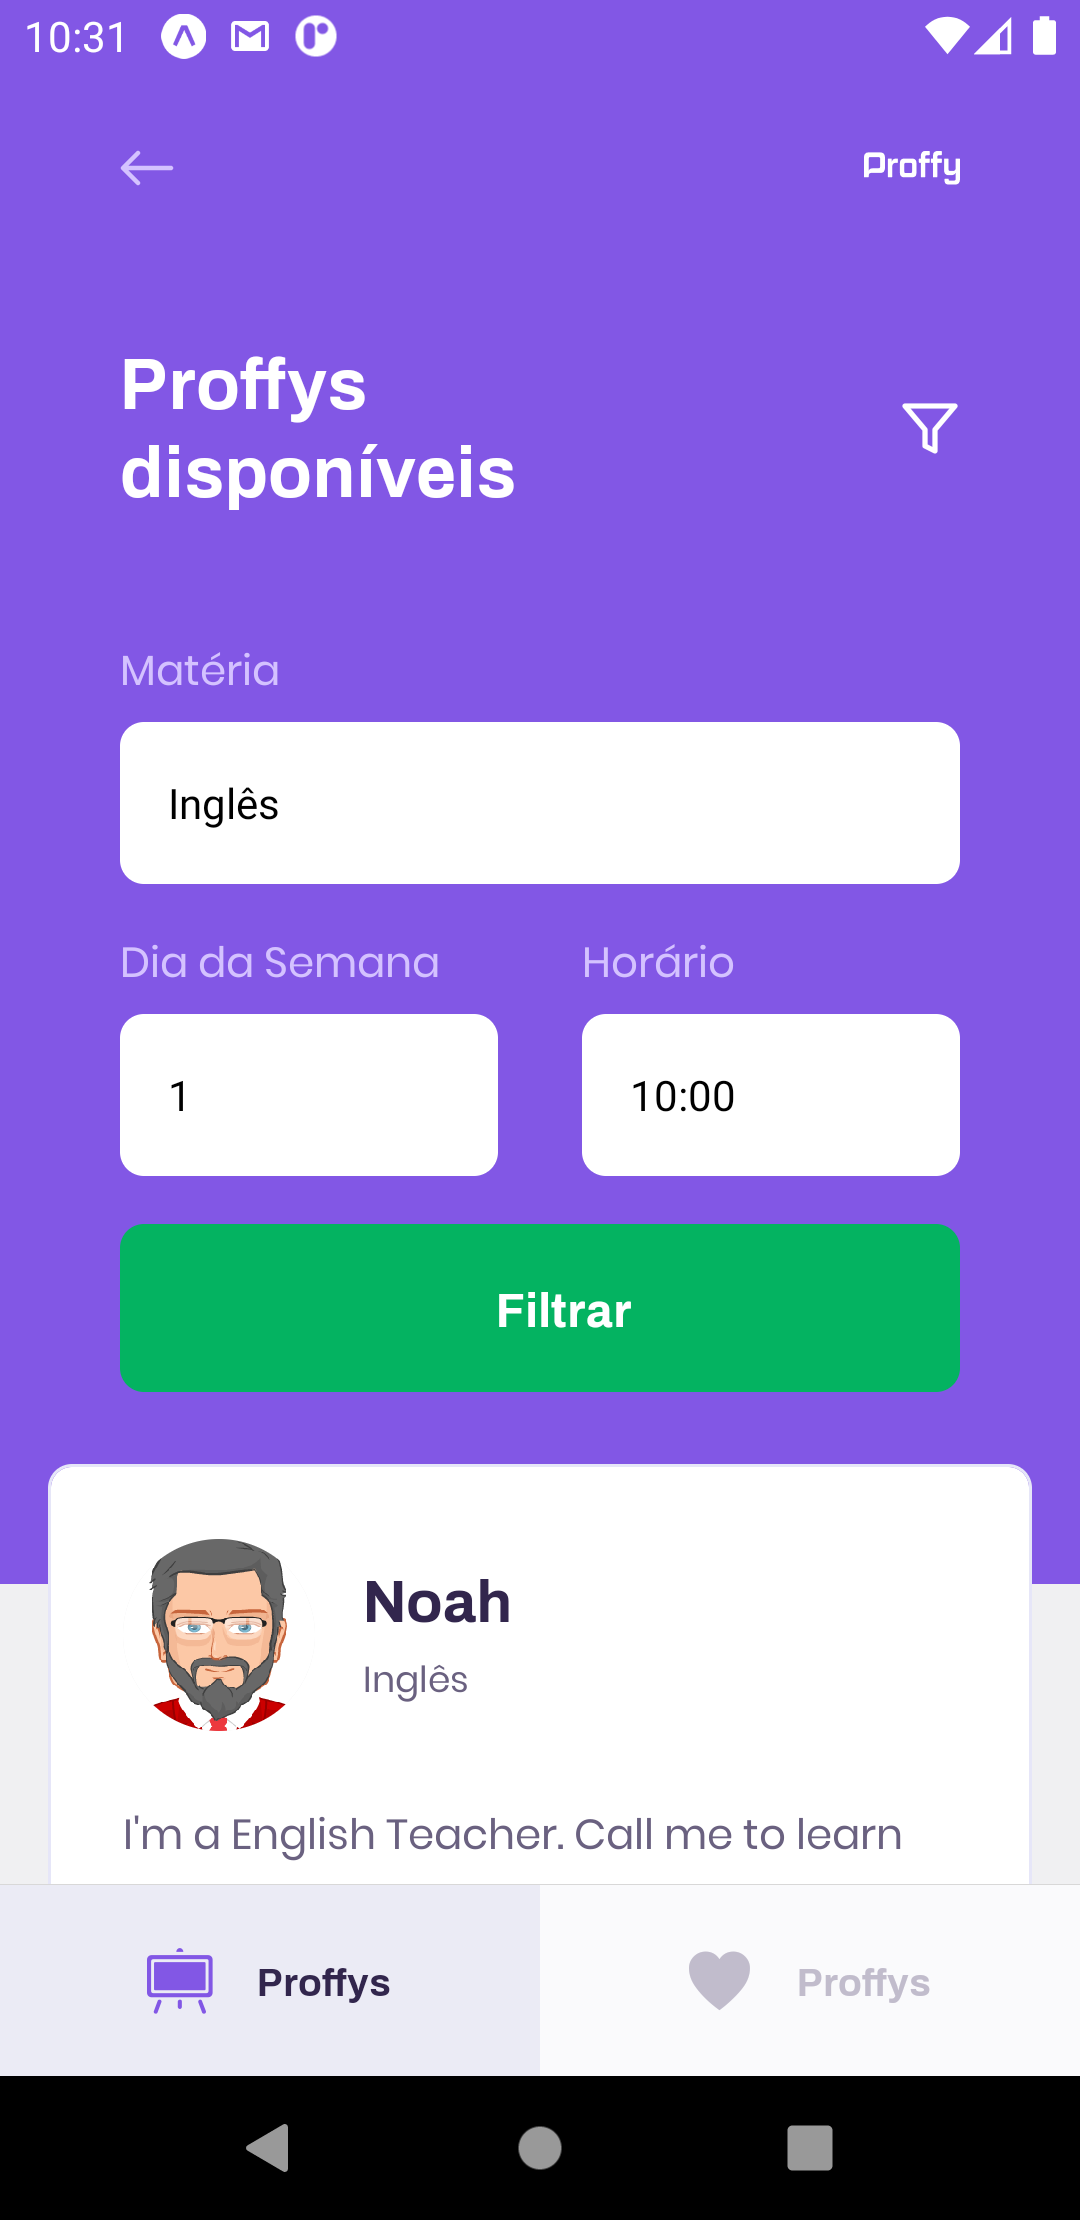 10:31
Proffy
Proffys
disponíveis
Matéria
Inglês
Dia da Semana
Horário
1
10:00
Filtrar
Noah
Inglês
I'm a English Teacher. Call me to learn
Proffys
Proffys